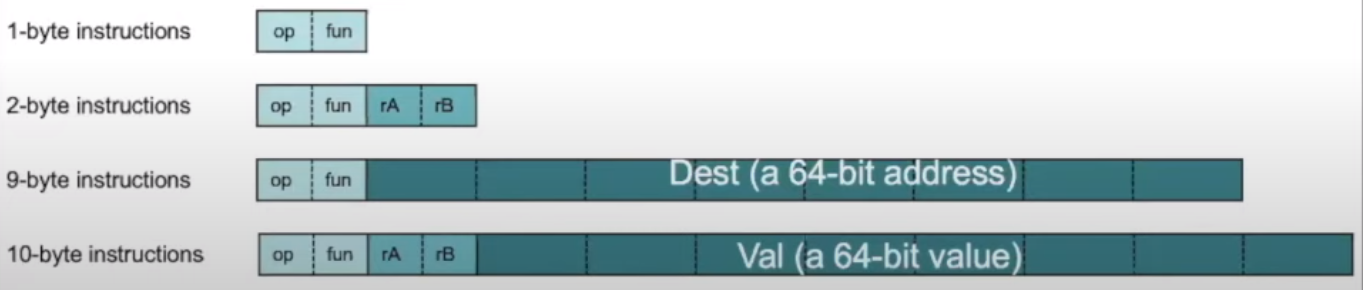 1-byte instructions op fun
2-byte instructions op fun rA rB
9-byte instructions op fun Dest (a 64-bit address)
10-byte instructions op fun rA rB Val (a 64-bit value)